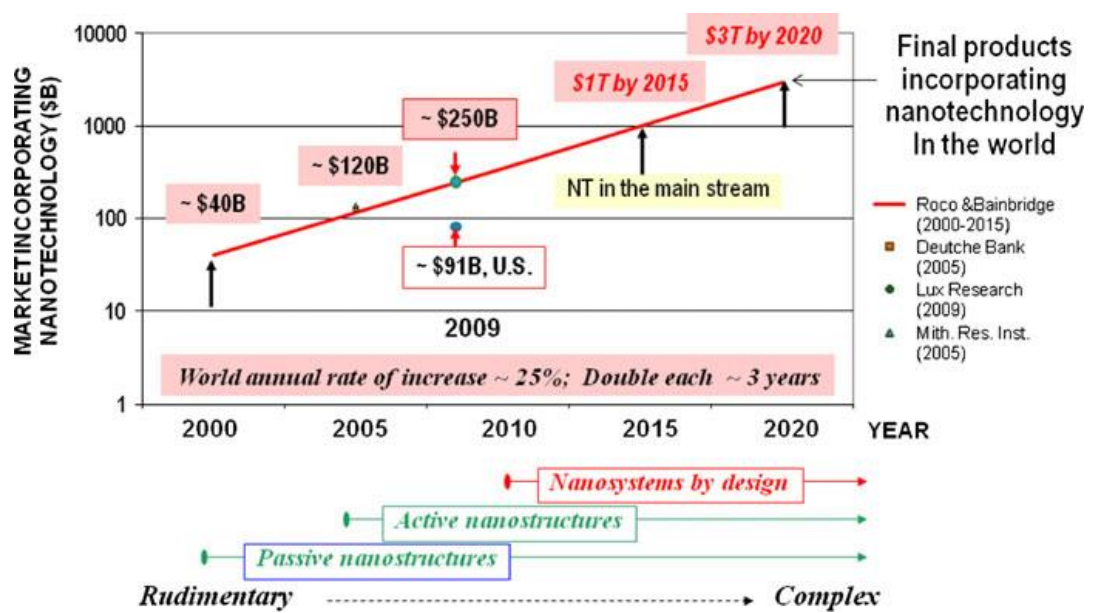 MARKET INCORPORATING
NANOTECHNOLOGY ($B)
10000
1000
100
10
1
~ $40B
~ $120B
~ $250B
~ $91B, U.S.
2009
$1T by 2015
$3T by 2020
NT in the main stream
World annual rate of increase ~ 25%; Double each ~ 3 years
2000
2005
2010
2015
2020
YEAR
Final products
incorporating
nanotechnology
In the world
Roco &Bainbridge
(2000-2015)
Deutche Bank
(2005)
Lux Research
(2009)
Mith. Res. Inst.
(2005)
Nanosystems by design
Active nanostructures
Passive nanostructures
Rudimentary
Complex